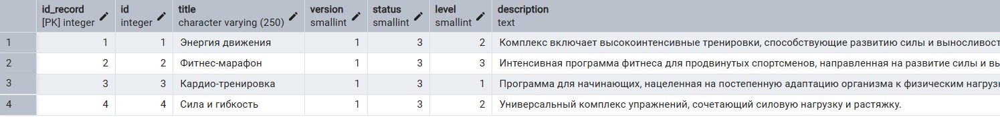 id_record id title version status level description
[PK] integer integer character varying (250) smallint smallint smallint text
1 1 1 Энергия движения 1 3 2 Комплекс включает высокоинтенсивные тренировки, способствующие развитию силы и
2 2 2 Фитнес-марафон 1 3 3 Интенсивная программа фитнеса для продвинутых спортсменов, направленная на развитие силы и
3 3 3 Кардио-тренировка 1 3 1 Программа для начинающих, нацеленная на постепенную адаптацию организма к физическим
4 4 4 Сила и гибкость 1 3 2 Универсальный комплекс упражнений, сочетающий силовую нагрузку и растяжку.